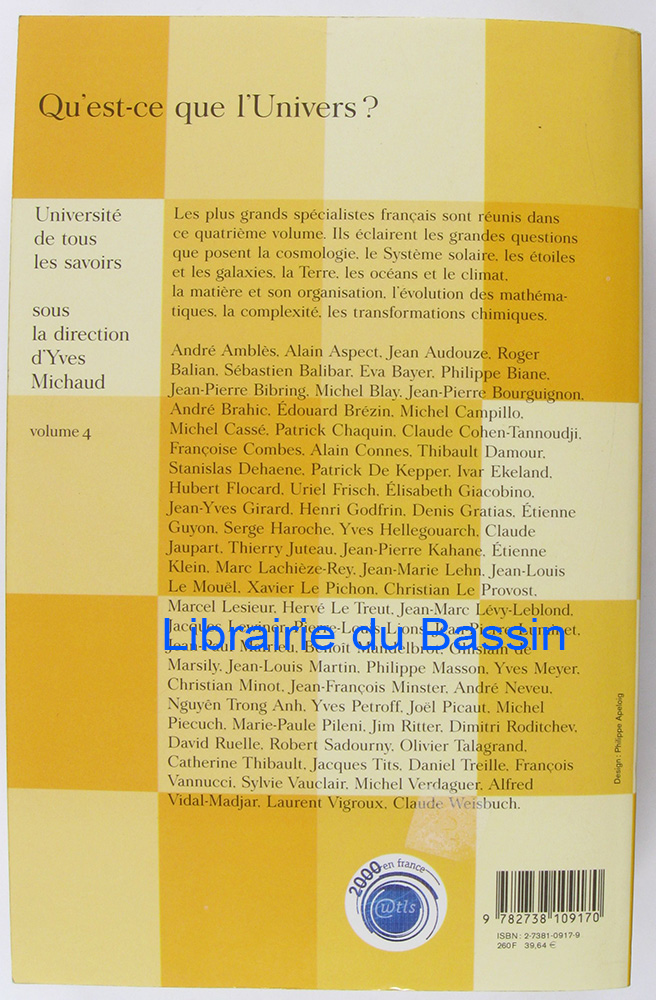 Qu'est-ce que l'Univers ?
Université
de tous
les savoirs
sous
la direction
d'Yves
Michaud
volume 4
Les plus grands spécialistes français sont réunis dans
ce quatrième volume. Ils éclairent les grandes questions
que posent la cosmologie, le Système solaire, les étoiles
et les galaxies, la Terre, les océans et le climat,
la matière et son organisation, l'évolution des mathéma-
tiques, la complexité, les transformations chimiques.
André Amblès, Alain Aspect, Jean Audouze, Roger
Balian, Sébastien Balibar, Eva Bayer, Philippe Biane,
Jean-Pierre Bibring, Michel Blay, Jean-Pierre Bourguignon,
André Brahic, Édouard Brézin, Michel Campillo,
Michel Cassé, Patrick Chaquin, Claude Cohen-Tannoudji,
Françoise Combes, Alain Connes, Thibault Damour,
Stanislas Dehaene, Patrick De Kepper, Ivar Ekeland,
Hubert Flocard, Uriel Frisch, Élisabeth Giacobino,
Jean-Yves Girard, Henri Godfrin, Denis Gratias, Étienne
Guyon, Serge Haroche, Yves Hellegouarch, Claude
Jaupart, Thierry Juteau, Jean-Pierre Kahane, Étienne
Klein, Marc Lachièze-Rey, Jean-Marie Lehn, Jean-Louis
Le Mouël, Xavier Le Pichon, Christian Le Provost,
Marcel Lesieur, Hervé Le Treut, Jean-Marc Lévy-Leblond,
Jacques Lewiner, Pierre-Louis Lions,
Librairie du Bassin
Marsily, Jean-Louis Martin, Philippe Masson, Yves Meyer,
Christian Minot, Jean-François Minster, André Neveu,
Nguyên Trong Anh, Yves Petroff, Joël Picaut, Michel
Piecuch, Marie-Paule Pileni, Jim Ritter, Dimitri Roditchev,
David Ruelle, Robert Sadourny, Olivier Talagrand,
Catherine Thibault, Jacques Tits, Daniel Treille, François
Vannucci, Sylvie Vauclair, Michel Verdaguer, Alfred
Vidal-Madjar, Laurent Vigroux, Claude Weisbuch.
Design : Philippe Apeloig
2000 en france
@utls
9 782738 109170
ISBN : 2-7381-0917-9
260F 39,64 €